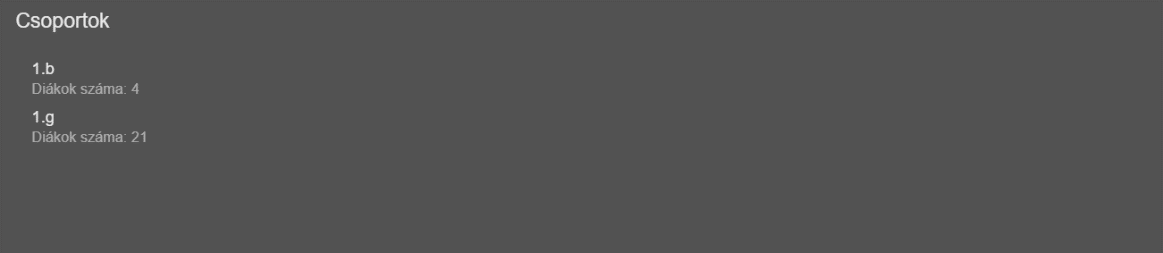 Csoportok
1.b
Diákok száma: 4
1.g
Diákok száma: 21